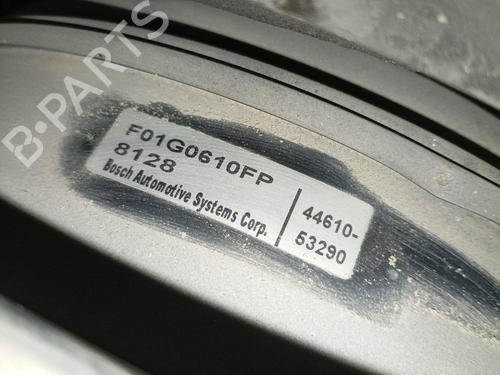 B-PARTS
F01G0610FP
8128
Bosch Automotive Systems Corp.
44610-
53290